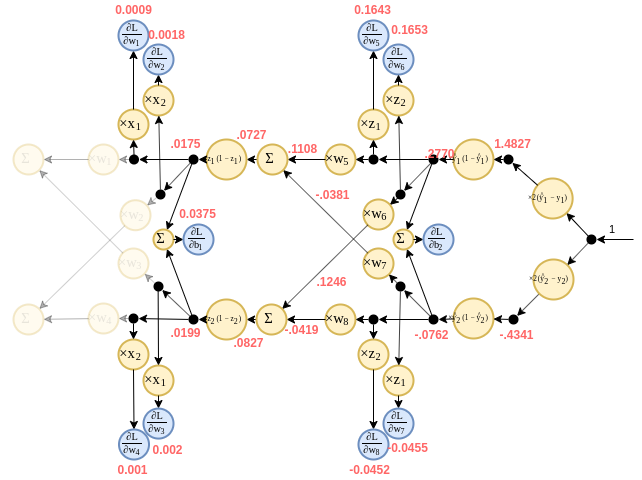 0.0009
∂L/∂w₁
0.0018
∂L/∂w₂
×x₂
×x₁
0.1643
∂L/∂w₅
0.1653
∂L/∂w₆
×z₂
×z₁
.0175
.0727
.1108
.2770
1.4827
Σ
×w₁
z₁(1 − z₁)
Σ
×w₅
ŷ₁(1 − ŷ₁)
×2(ŷ₁ − y₁)
-.0381
×w₂
0.0375
×w₆
Σ
∂L/∂b₁
Σ
∂L/∂b₂
1
×w₃
×w₇
.1246
×2(ŷ₂ − y₂)
Σ
×w₄
z₂(1 − z₂)
Σ
×w₈
ŷ₂(1 − ŷ₂)
.0199
.0827
-.0419
-.0762
-.4341
×x₂
×x₁
×z₂
×z₁
∂L/∂w₃
∂L/∂w₄
0.002
0.001
∂L/∂w₇
-.0455
∂L/∂w₈
-0.0452